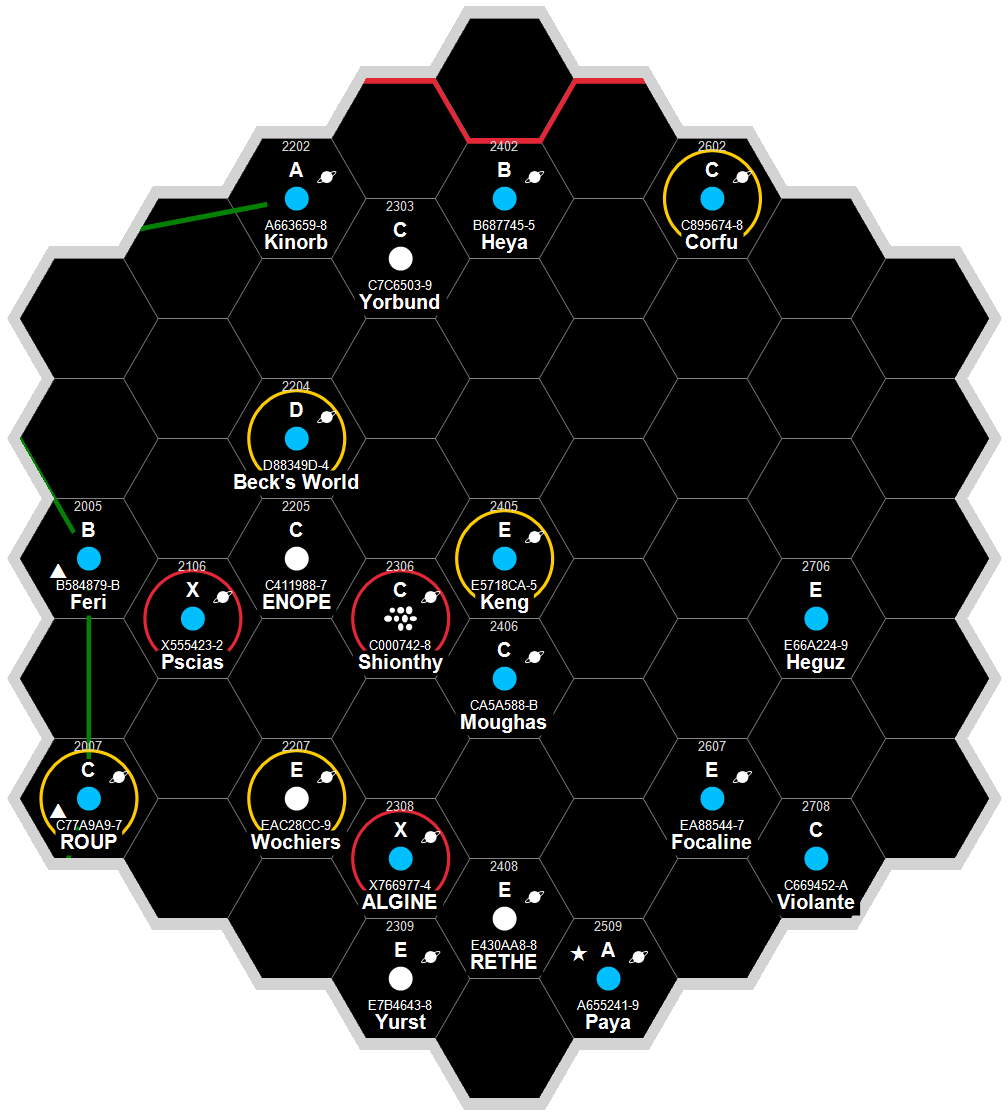 2202
A
A663659-8
Kinorb
2402
B
B687745-5
Heya
2602
C
C895674-8
Corfu
2303
C
C7C6503-9
Yorbund
2204
D
D88349D-4
Beck's World
2005
B
B584879-B
Feri
2205
C
C411988-7
ENOPE
2405
E
E5718CA-5
Keng
2106
X
X555423-2
Pscias
2306
C
C000742-8
Shionthy
2706
E
E66A224-9
Heguz
2406
C
CA5A588-B
Moughas
2007
C
C77A9A9-7
ROUP
2207
E
EAC28CC-9
Wochiers
2607
E
EA88544-7
Focaline
2308
X
X766977-4
ALGINE
2708
C
C669452-A
Violante
2408
E
E430AA8-8
RETHE
2309
E
E7B4643-8
Yurst
2509
A
A655241-9
Paya